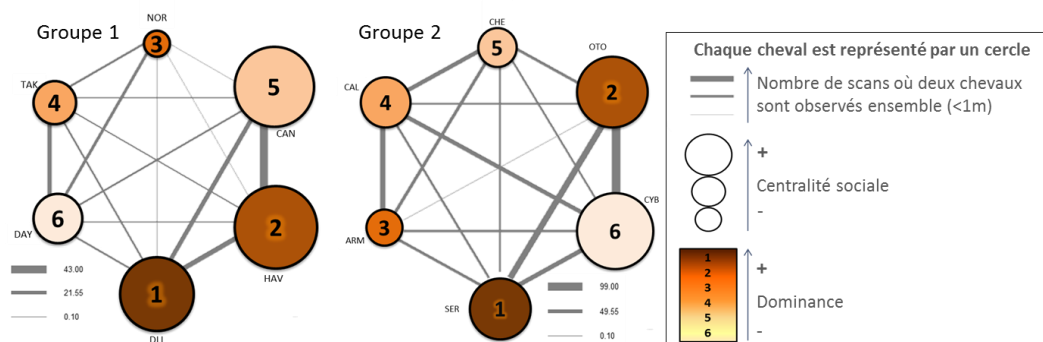 Groupe 1
NOR
3
TAK
4
5
CAN
6
DAY
2
HAV
1
43.00
21.55
0.10
Groupe 2
CHE
5
OTO
2
CAL
4
CYB
6
ARM
3
SER
1
99.00
49.55
0.10
Chaque cheval est représenté par un cercle
Nombre de scans où deux chevaux
sont observés ensemble (<1m)
+
Centralité sociale
-
1
2
3
4
5
6
+
Dominance
-